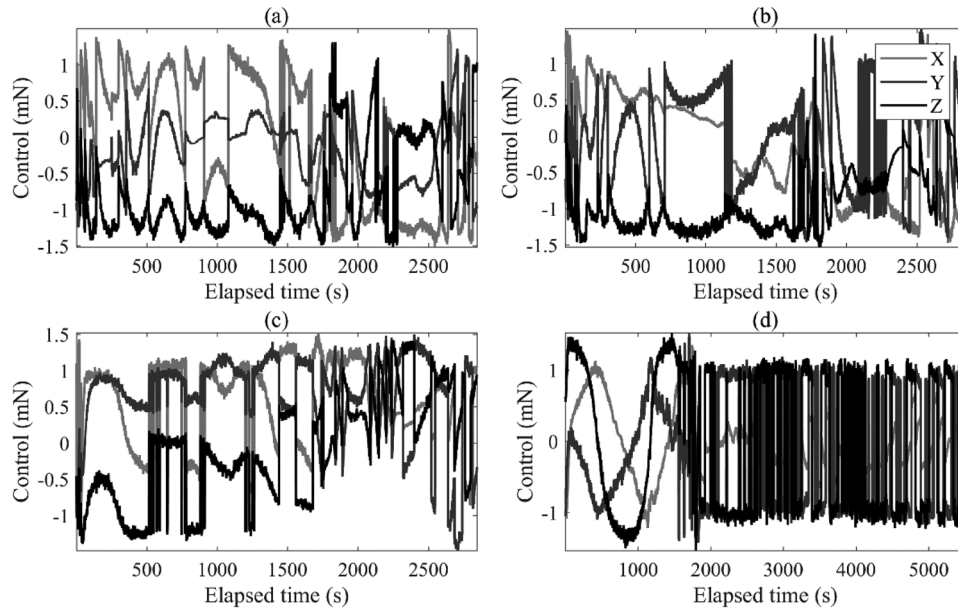 (a)
(b)
1
0.5
0
-0.5
-1
-1.5
Control (mN)
500 1000 1500 2000 2500
Elapsed time (s)
1
0.5
0
-0.5
-1
-1.5
Control (mN)
500 1000 1500 2000 2500
Elapsed time (s)
X
Y
Z
(c)
(d)
1.5
1
0.5
0
-0.5
-1
Control (mN)
500 1000 1500 2000 2500
Elapsed time (s)
1
0
-1
Control (mN)
1000 2000 3000 4000 5000
Elapsed time (s)